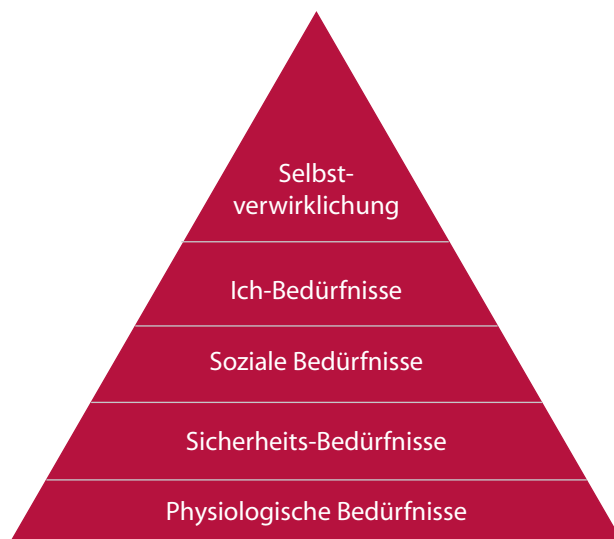 Selbst-
verwirklichung
Ich-Bedürfnisse
Soziale Bedürfnisse
Sicherheits-Bedürfnisse
Physiologische Bedürfnisse